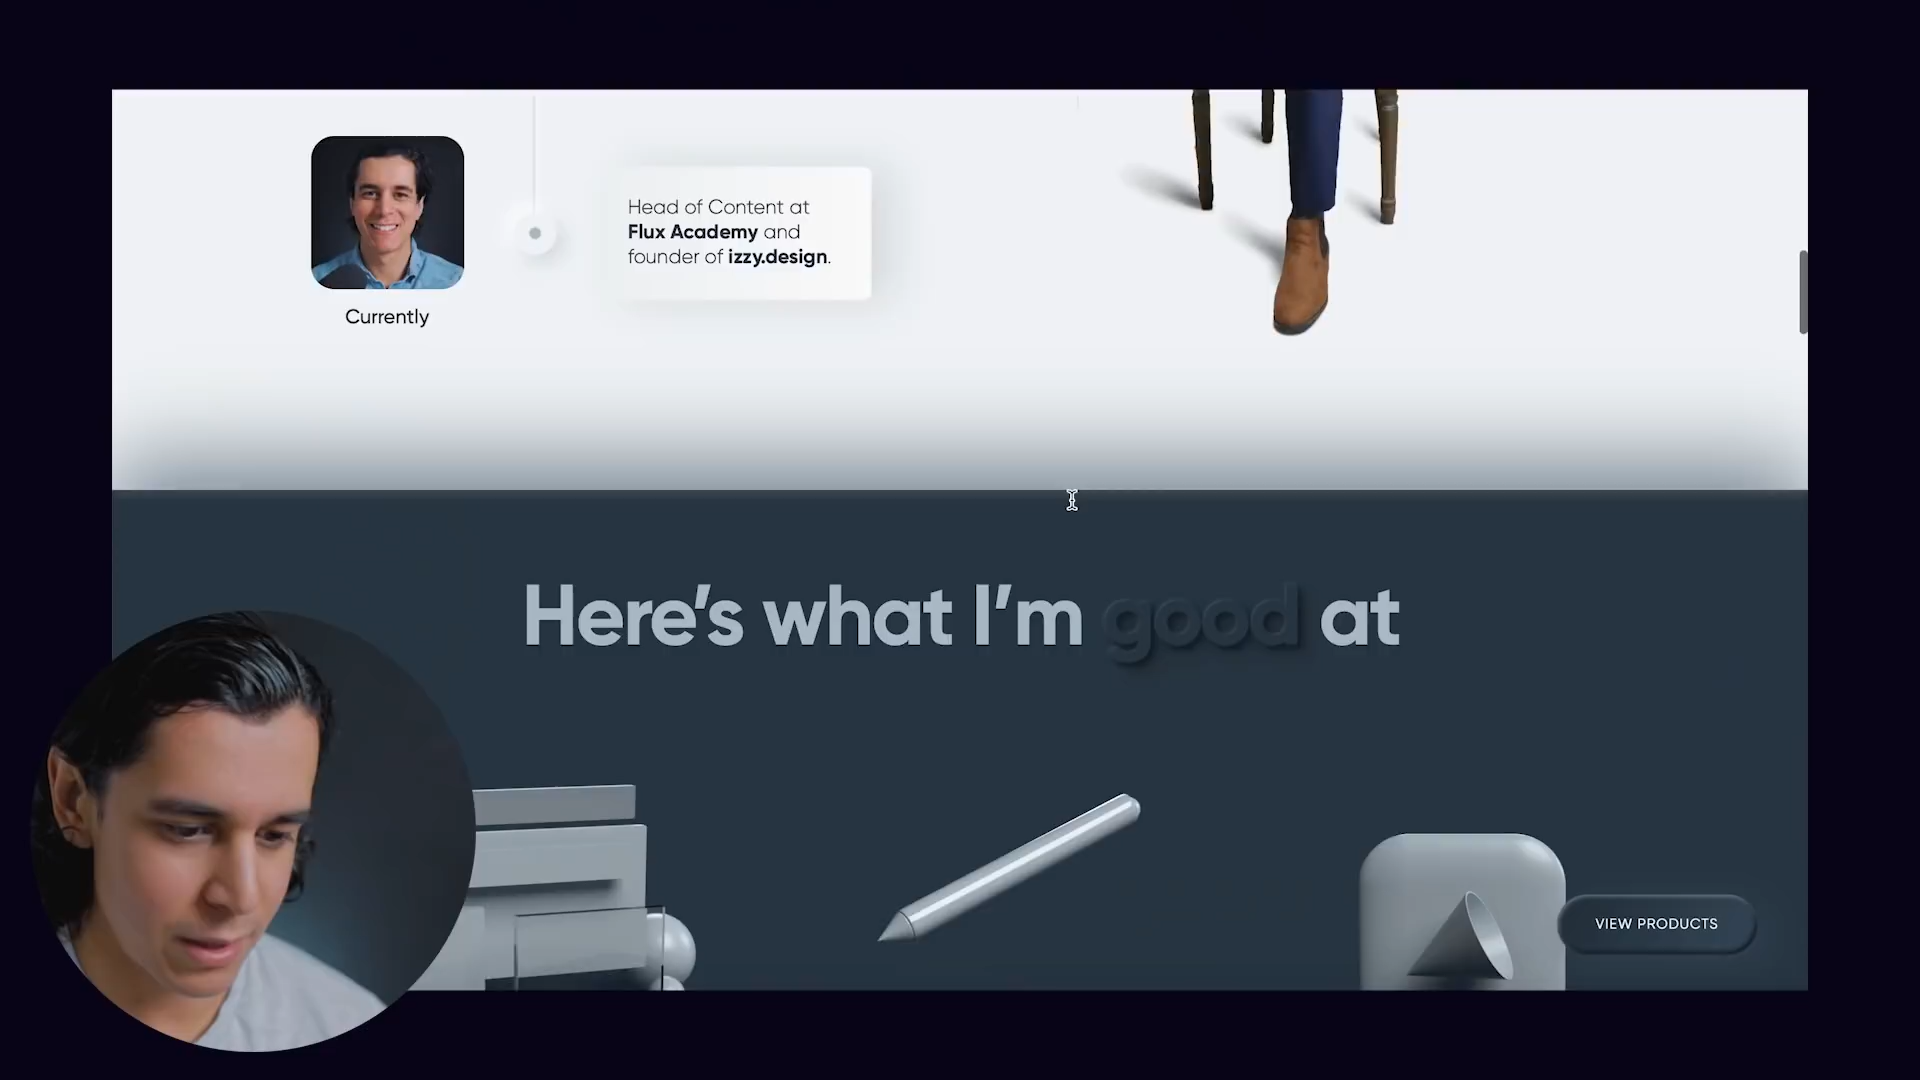 Head of Content at
Flux Academy and
founder of izzy.design.
Currently
Here’s what I’m good at
VIEW PRODUCTS